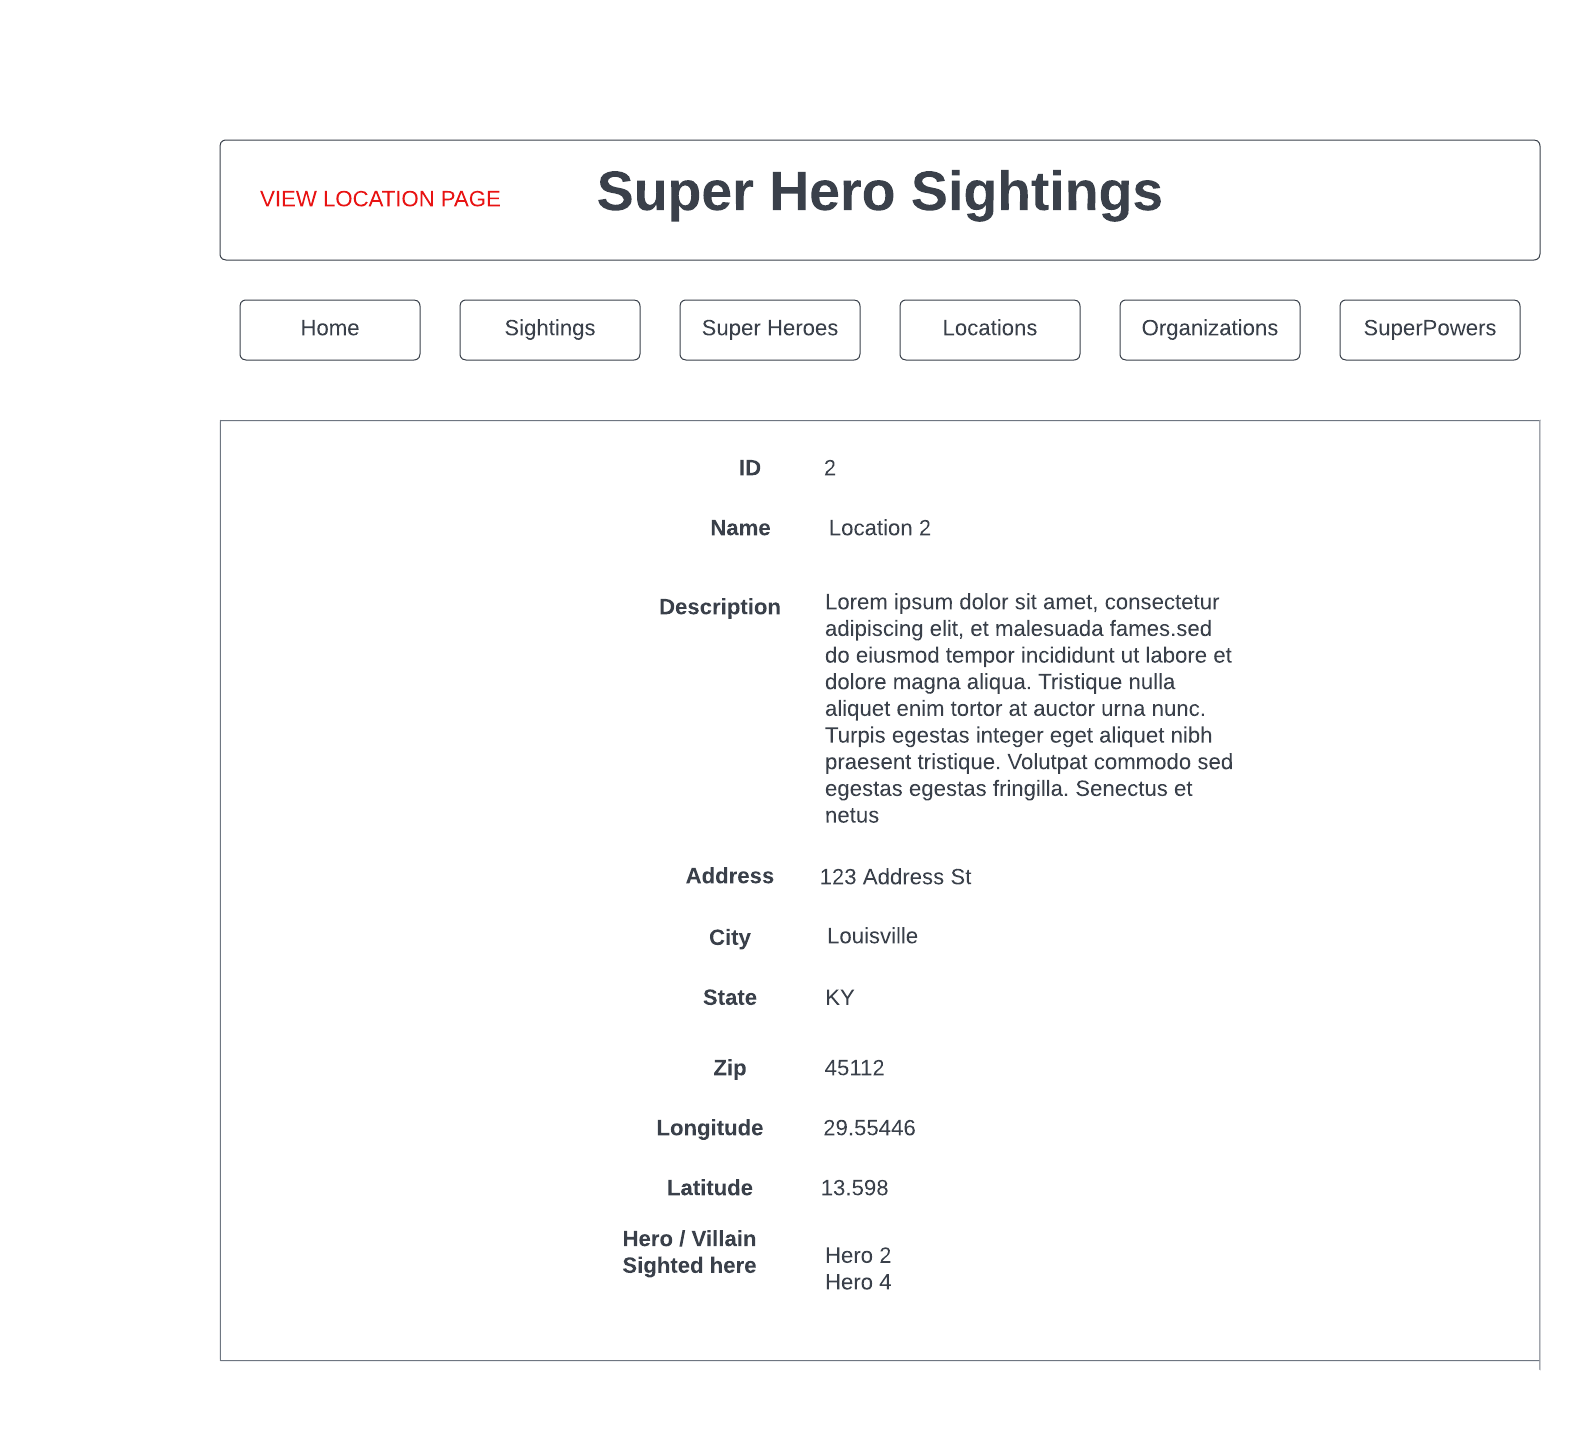 VIEW LOCATION PAGE
Super Hero Sightings
Home
Sightings
Super Heroes
Locations
Organizations
SuperPowers
ID 2
Name Location 2
Description
Lorem ipsum dolor sit amet, consectetur
adipiscing elit, et malesuada fames.sed
do eiusmod tempor incididunt ut labore et
dolore magna aliqua. Tristique nulla
aliquet enim tortor at auctor urna nunc.
Turpis egestas integer eget aliquet nibh
praesent tristique. Volutpat commodo sed
egestas egestas fringilla. Senectus et
netus
Address 123 Address St
City Louisville
State KY
Zip 45112
Longitude 29.55446
Latitude 13.598
Hero / Villain
Sighted here
Hero 2
Hero 4